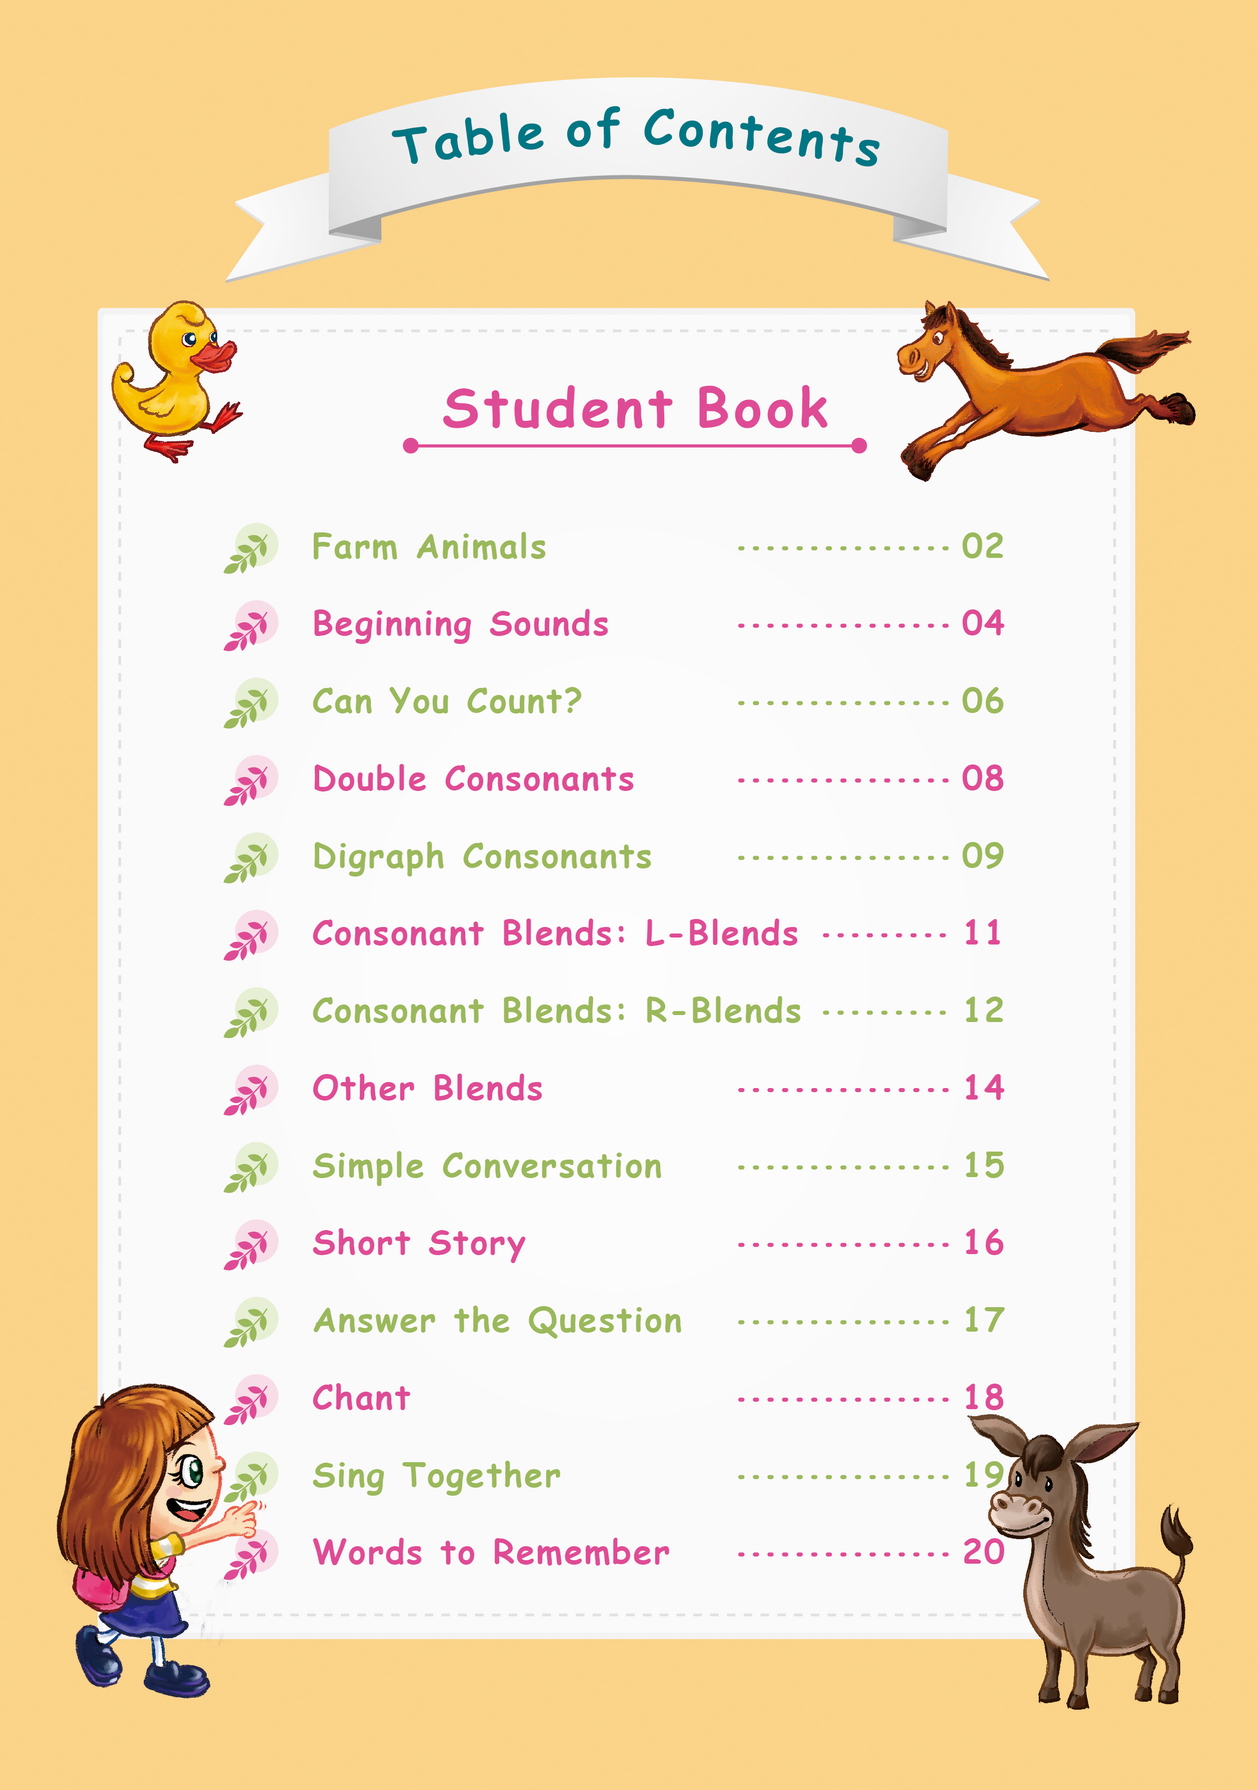 Table of Contents
Student Book
Farm Animals --------------- 02
Beginning Sounds --------------- 04
Can You Count? --------------- 06
Double Consonants --------------- 08
Digraph Consonants --------------- 09
Consonant Blends: L-Blends --------- 11
Consonant Blends: R-Blends --------- 12
Other Blends --------------- 14
Simple Conversation --------------- 15
Short Story --------------- 16
Answer the Question --------------- 17
Chant --------------- 18
Sing Together --------------- 19
Words to Remember --------------- 20